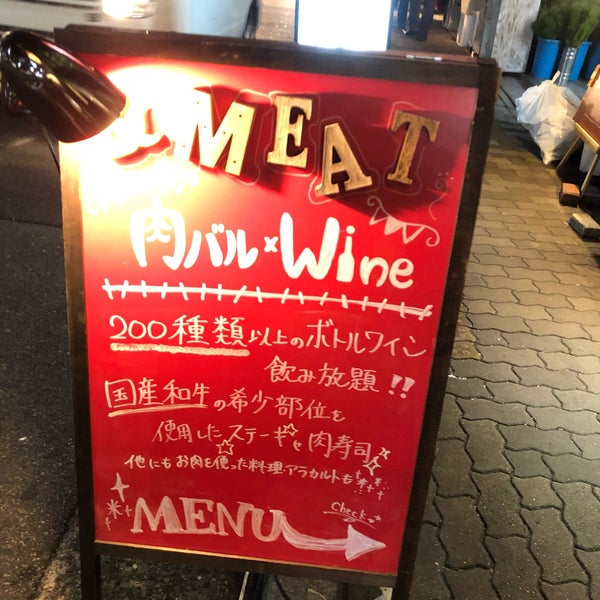 MEAT
肉バル×Wine
200種類以上のボトルワイン
飲み放題!!
国産和牛の希少部位を
使用したステーキや肉寿司
他にもお肉を使った料理アラカルトも
check
MENU